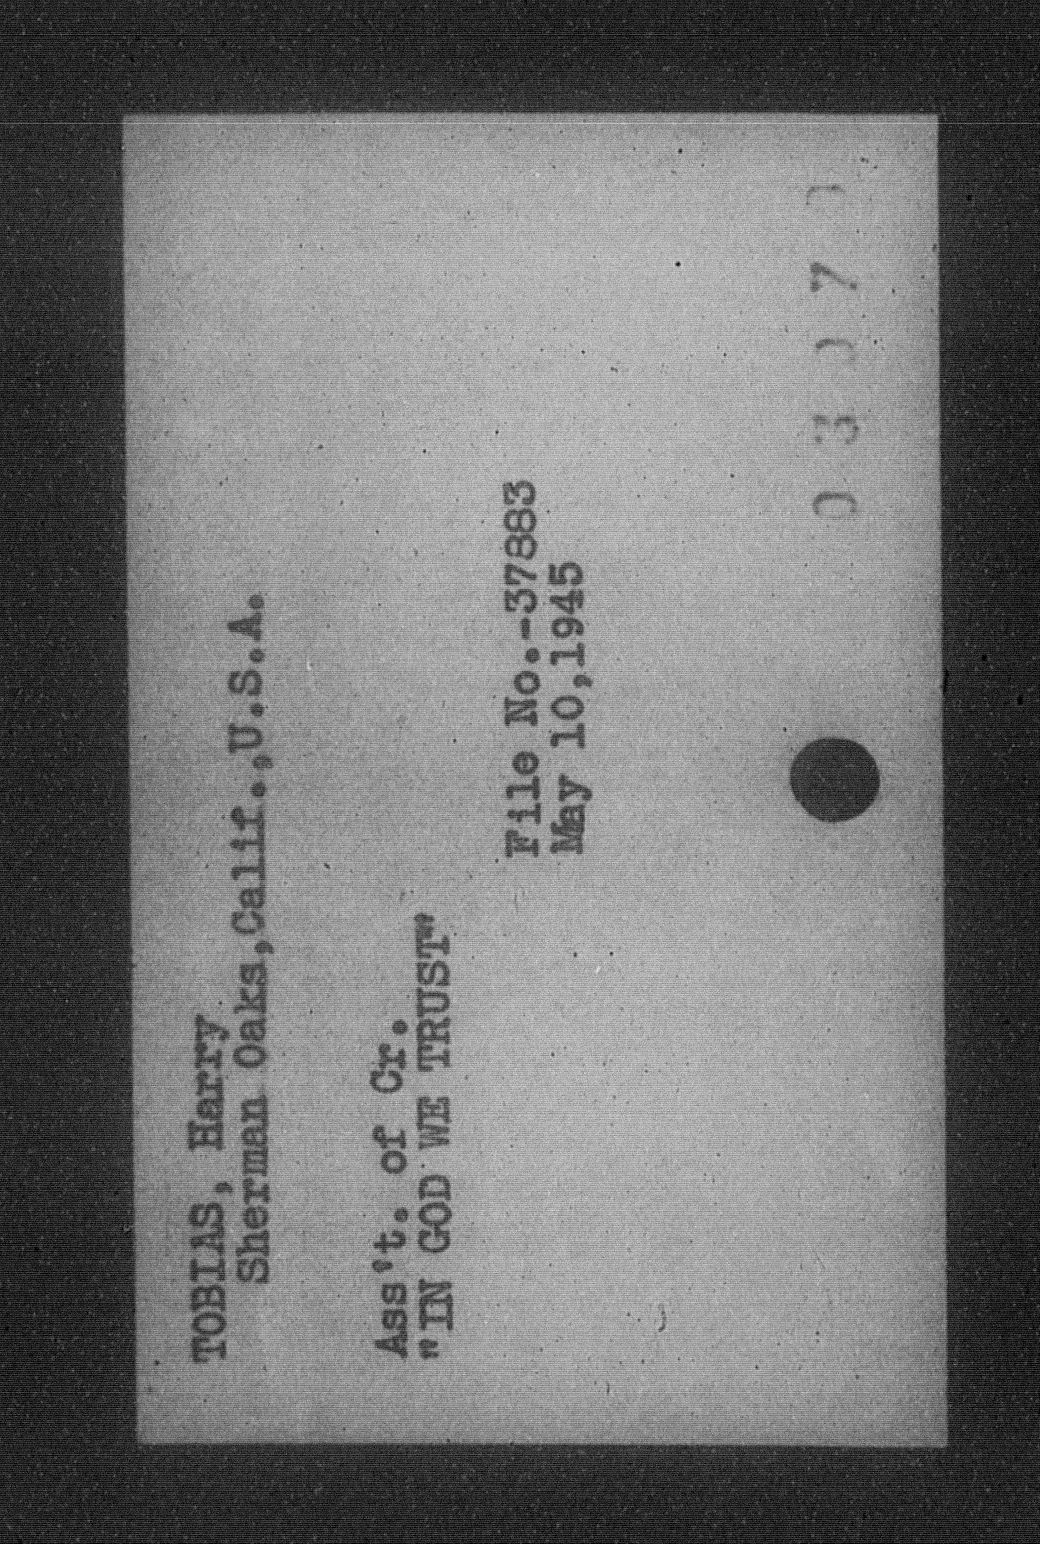 TOBIAS, Harry
Sherman Oaks,Calif.,U.S.A.
Ass't. of Cr.
"IN GOD WE TRUST"
File No.-37883
May 10,1945